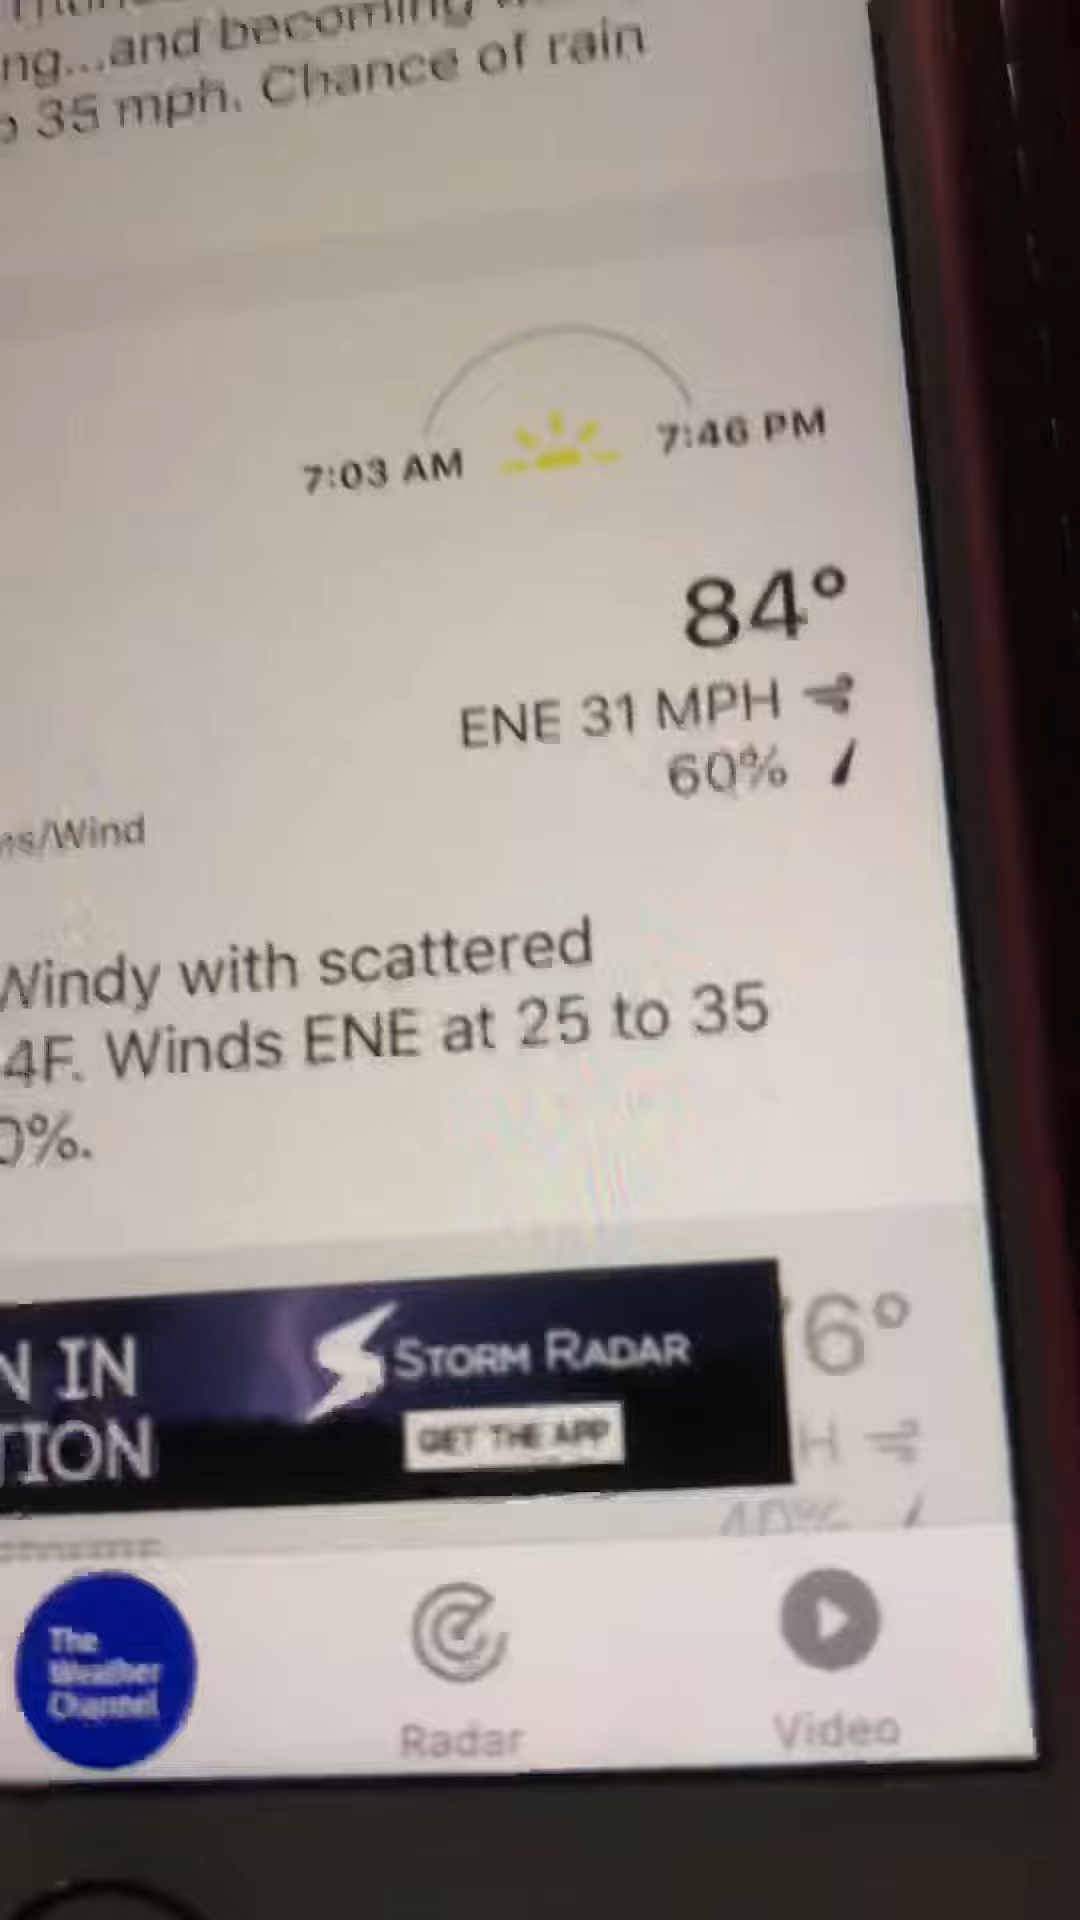 ng...and becoming
35 mph. Chance of rain
7:03 AM 7:46 PM
84°
ENE 31 MPH
60%
ns/Wind
Windy with scattered
4F. Winds ENE at 25 to 35
0%.
N IN
TION
STORM RADAR
GET THE APP
6°
H
40%
The
Weather
Channel
Radar
Video